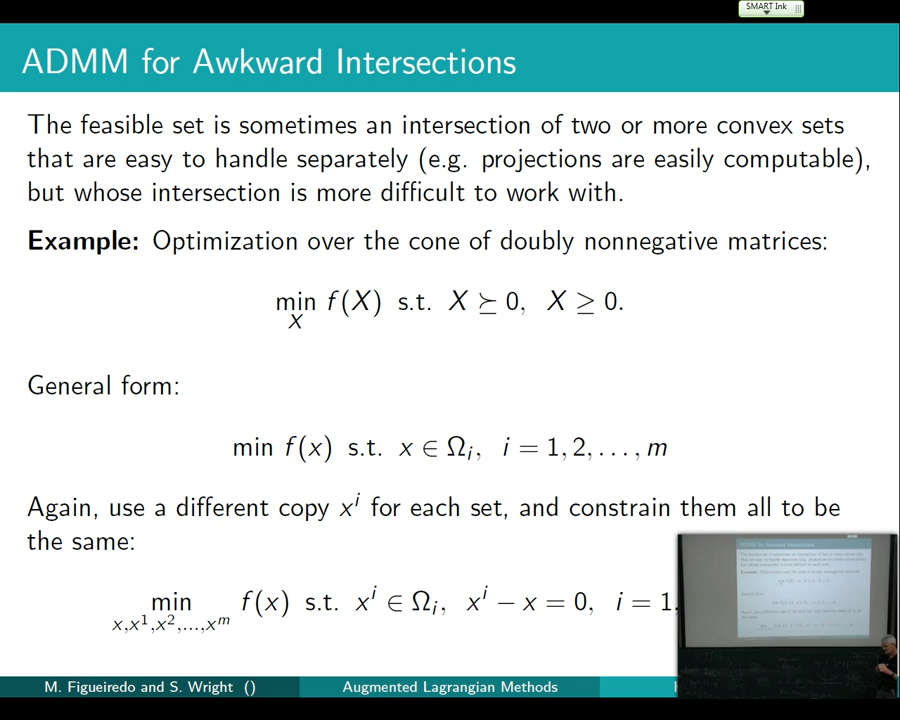 SMART Ink
ADMM for Awkward Intersections
The feasible set is sometimes an intersection of two or more convex sets
that are easy to handle separately (e.g. projections are easily computable),
but whose intersection is more difficult to work with.
Example: Optimization over the cone of doubly nonnegative matrices:
min f(X) s.t. X ⪰ 0, X ≥ 0.
X
General form:
min f(x) s.t. x ∈ Ωᵢ, i = 1, 2, . . . , m
Again, use a different copy xⁱ for each set, and constrain them all to be
the same:
min f(x) s.t. xⁱ ∈ Ωᵢ, xⁱ − x = 0, i = 1,
x,x¹,x²,...,xᵐ
M. Figueiredo and S. Wright () Augmented Lagrangian Methods